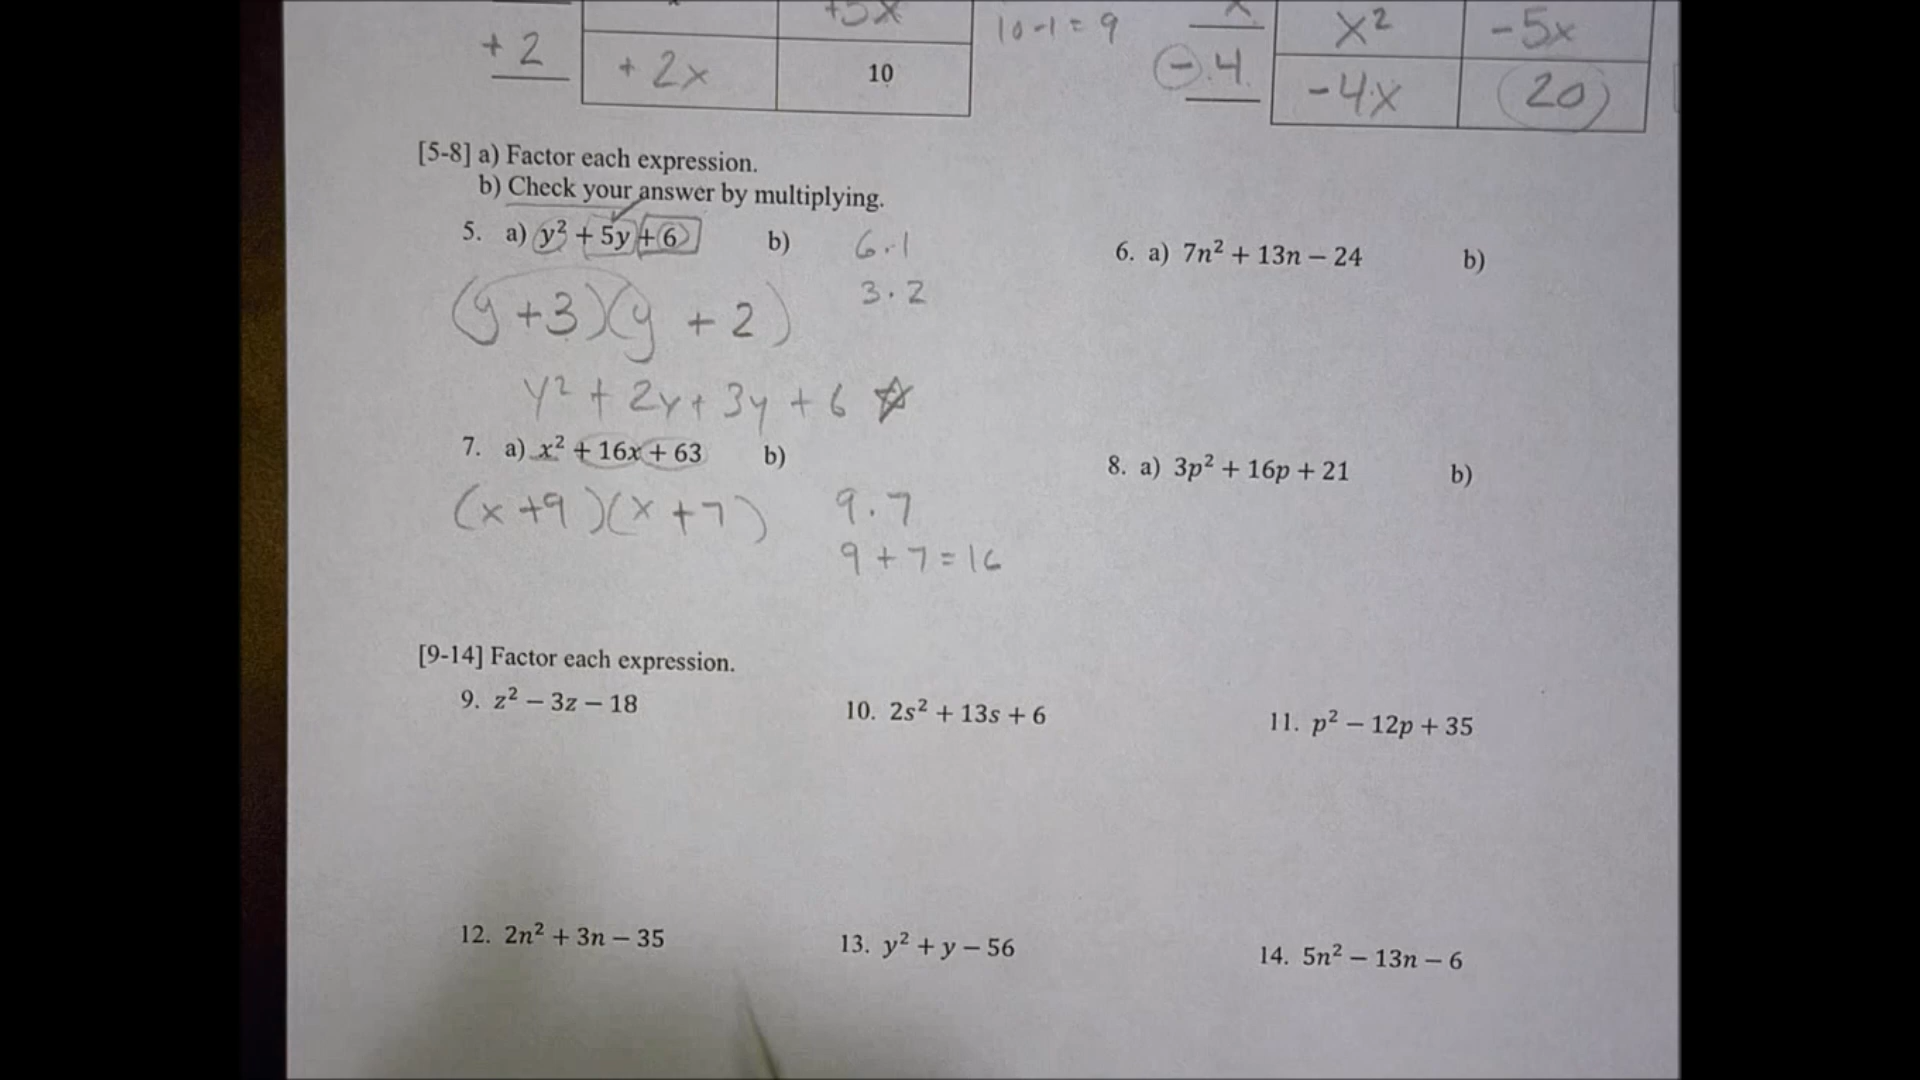 +5x
+ 2
+ 2x
10
10-1=9
x
- 4
x²
-5x
-4x
20
[5-8] a) Factor each expression.
b) Check your answer by multiplying.
5. a) y² + 5y + 6 b)
6·1
3·2
(y +3)(y + 2)
y² + 2y + 3y + 6
6. a) 7n² + 13n − 24 b)
7. a) x² + 16x + 63 b)
(x +9)(x +7)
9·7
9+7=16
8. a) 3p² + 16p + 21 b)
[9-14] Factor each expression.
9. z² − 3z − 18
10. 2s² + 13s + 6
11. p² − 12p + 35
12. 2n² + 3n − 35
13. y² + y − 56
14. 5n² − 13n − 6